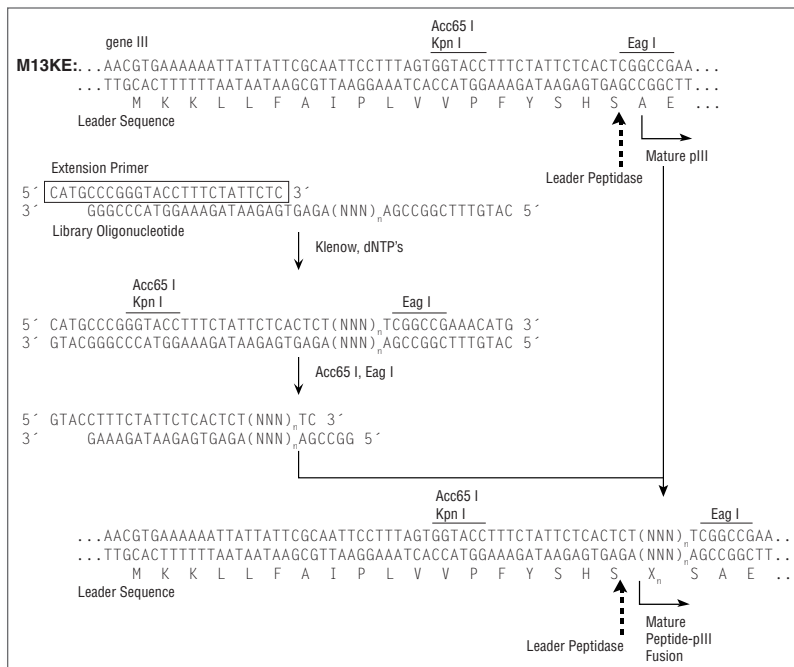 Acc65 I
gene III Kpn I Eag I
M13KE:...AACGTGAAAAAATTATTATTCGCAATTCCTTTAGTGGTACCTTTCTATTCTCACTCGGCCGAA...
...TTGCACTTTTTTAATAATAAGCGTTAAGGAAATCACCATGGAAAGATAAGAGTGAGCCGGCTT...
M K K L L F A I P L V V P F Y S H S A E ...
Leader Sequence
Mature pIII
Leader Peptidase
Extension Primer
5´ CATGCCCGGGTACCTTTCTATTCTC 3´
3´ GGGCCCATGGAAAGATAAGAGTGAGA(NNN)nAGCCGGCTTTGTAC 5´
Library Oligonucleotide
Klenow, dNTP's
Acc65 I
Kpn I Eag I
5´ CATGCCCGGGTACCTTTCTATTCTCACTCT(NNN)nTCGGCCGAAACATG 3´
3´ GTACGGGCCCATGGAAAGATAAGAGTGAGA(NNN)nAGCCGGCTTTGTAC 5´
Acc65 I, Eag I
5´ GTACCTTTCTATTCTCACTCT(NNN)nTC 3´
3´ GAAAGATAAGAGTGAGA(NNN)nAGCCGG 5´
Acc65 I
Kpn I Eag I
...AACGTGAAAAAATTATTATTCGCAATTCCTTTAGTGGTACCTTTCTATTCTCACTCT(NNN)nTCGGCCGAA...
...TTGCACTTTTTTAATAATAAGCGTTAAGGAAATCACCATGGAAAGATAAGAGTGAGA(NNN)nAGCCGGCTT...
M K K L L F A I P L V V P F Y S H S Xn S A E ...
Leader Sequence
Leader Peptidase
Mature
Peptide-pIII
Fusion